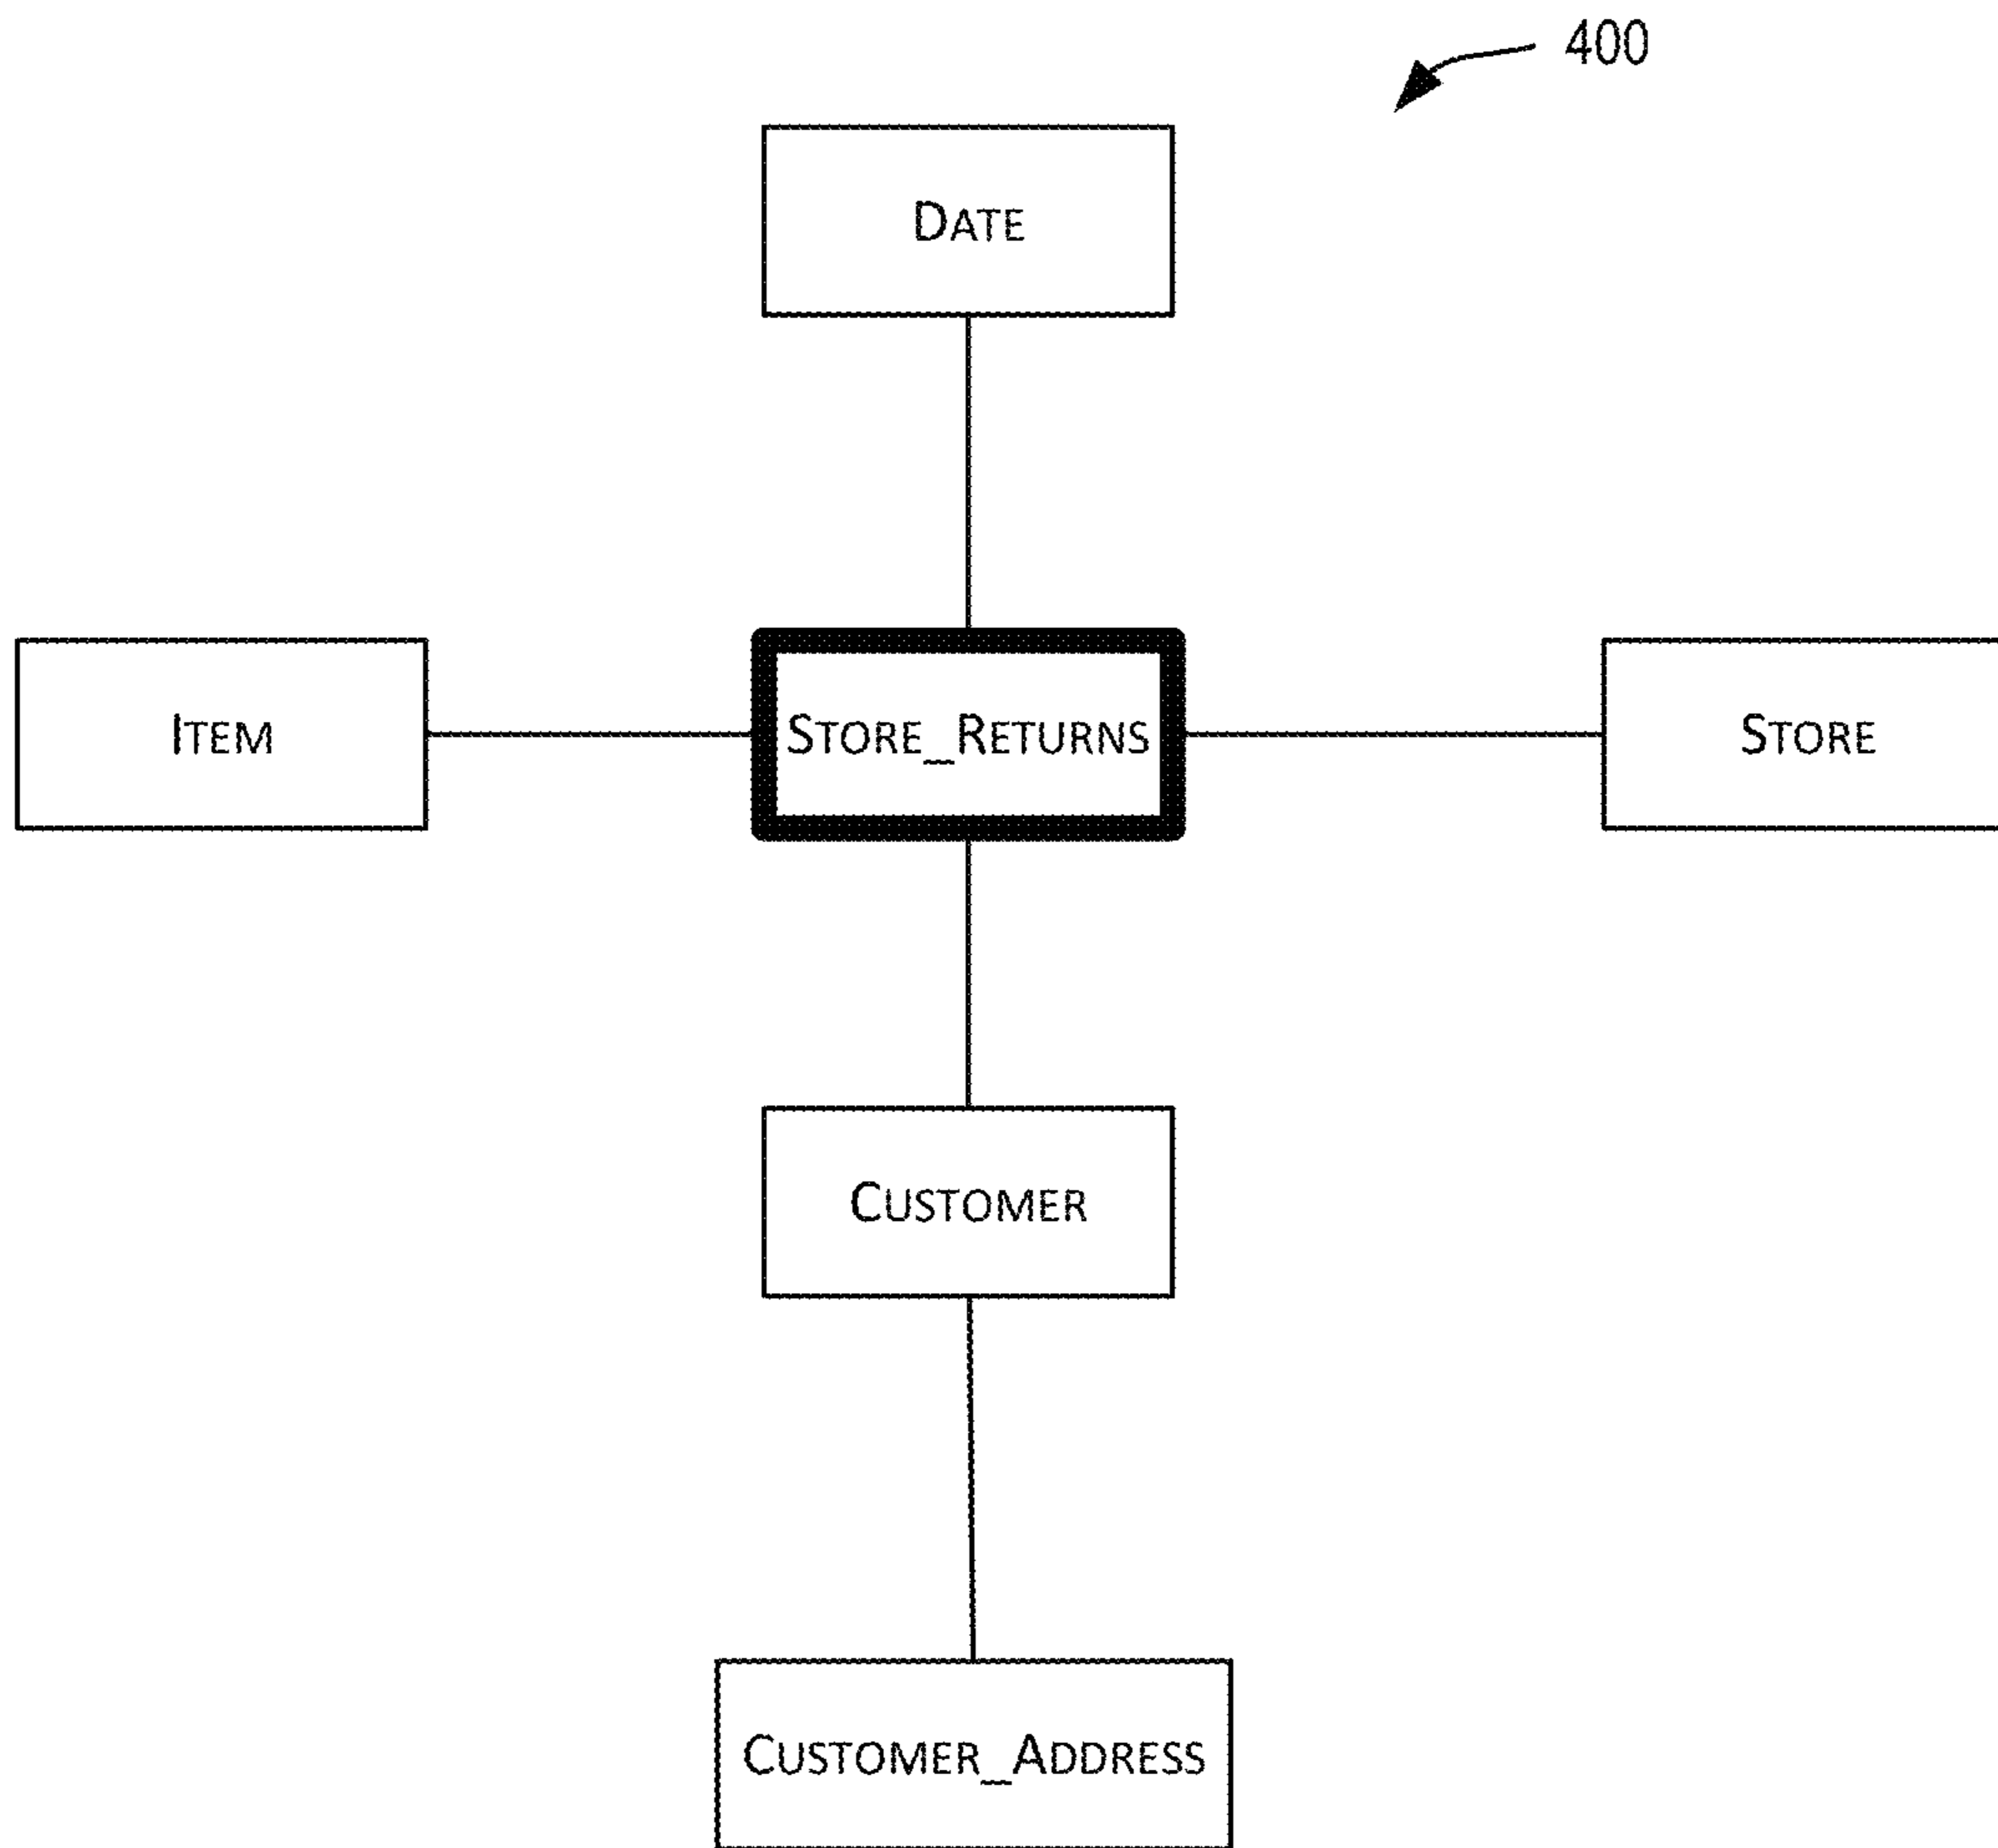 400
DATE
ITEM
STORE_RETURNS
STORE
CUSTOMER
CUSTOMER_ADDRESS